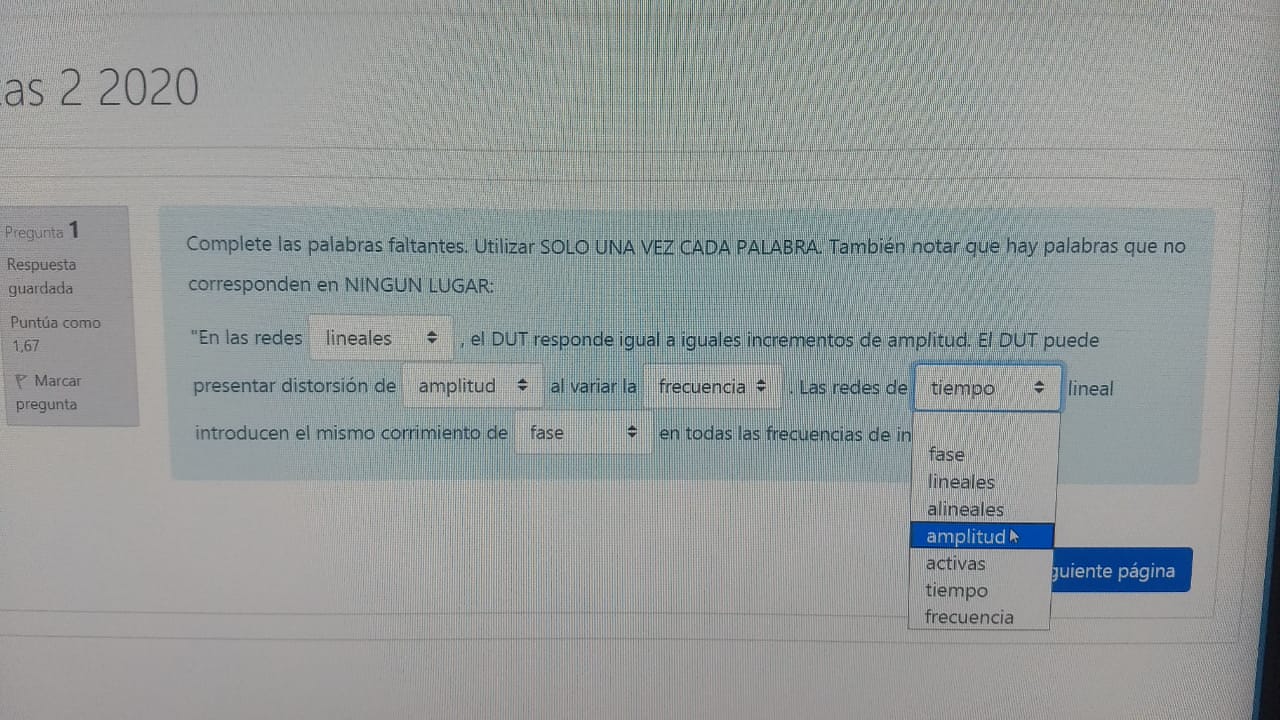 as 2 2020
Pregunta 1
Respuesta
guardada
Puntúa como
1,67
Marcar
pregunta
Complete las palabras faltantes. Utilizar SOLO UNA VEZ CADA PALABRA. También notar que hay palabras que no
corresponden en NINGUN LUGAR:
"En las redes lineales , el DUT responde igual a iguales incrementos de amplitud. El DUT puede
presentar distorsión de amplitud al variar la frecuencia . Las redes de tiempo lineal
introducen el mismo corrimiento de fase en todas las frecuencias de in
fase
lineales
alineales
amplitud
activas
tiempo
frecuencia
guiente página